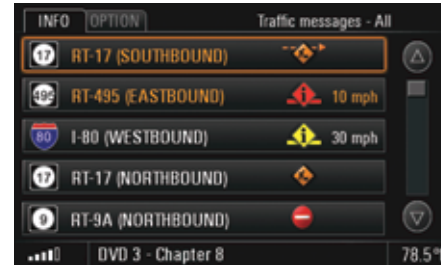 INFO OPTION Traffic messages - All
17 RT-17 (SOUTHBOUND)
495 RT-495 (EASTBOUND) 10 mph
80 I-80 (WESTBOUND) 30 mph
17 RT-17 (NORTHBOUND)
9 RT-9A (NORTHBOUND)
DVD 3 - Chapter 8 78.5°